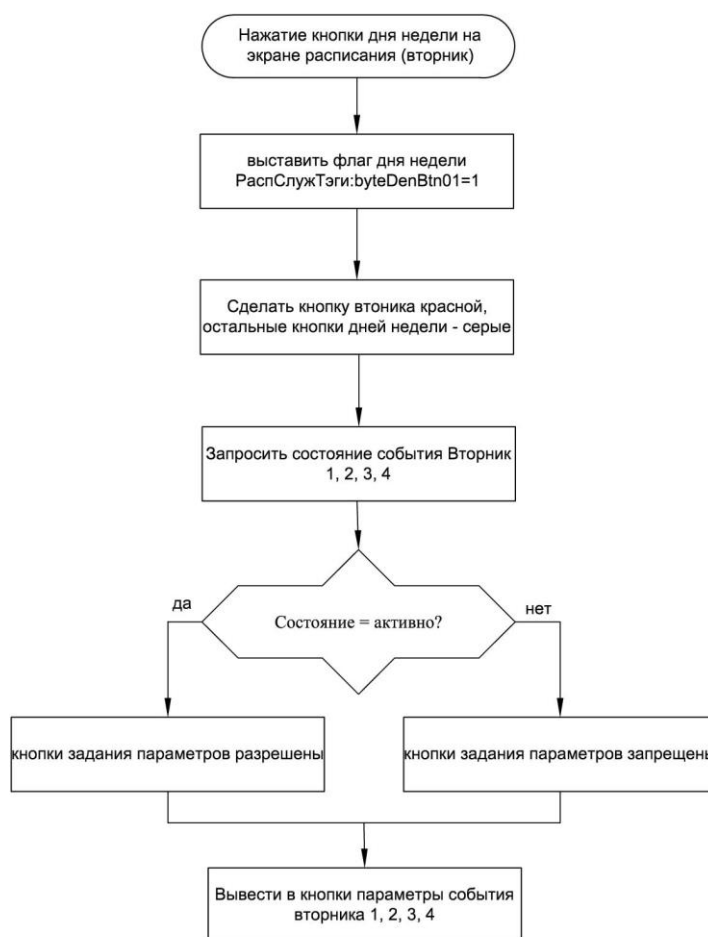 Нажатие кнопки дня недели на
экране расписания (вторник)
выставить флаг дня недели
РаспСлужТэги:byteDenBtn01=1
Сделать кнопку втоника красной,
остальные кнопки дней недели - серые
Запросить состояние события Вторник
1, 2, 3, 4
да
Состояние = активно?
нет
кнопки задания параметров разрешены
кнопки задания параметров запрещены
Вывести в кнопки параметры события
вторника 1, 2, 3, 4